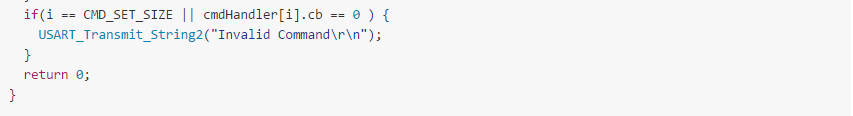 if(i == CMD_SET_SIZE || cmdHandler[i].cb == 0 ) {
USART_Transmit_String2("Invalid Command\r\n");
}
return 0;
}